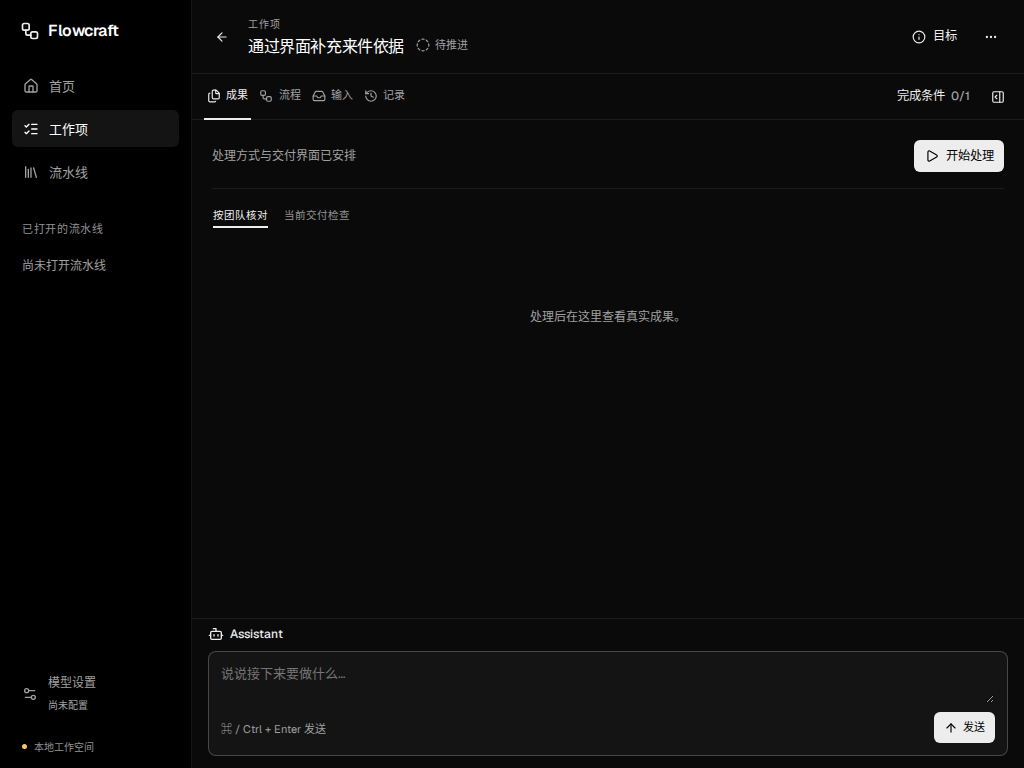 Flowcraft
首页
工作项
流水线
已打开的流水线
尚未打开流水线
模型设置
尚未配置
本地工作空间
工作项
通过界面补充来件依据
待推进
目标
成果
流程
输入
记录
完成条件 0/1
处理方式与交付界面已安排
开始处理
按团队核对
当前交付检查
处理后在这里查看真实成果。
Assistant
说说接下来要做什么…
⌘ / Ctrl + Enter 发送
发送